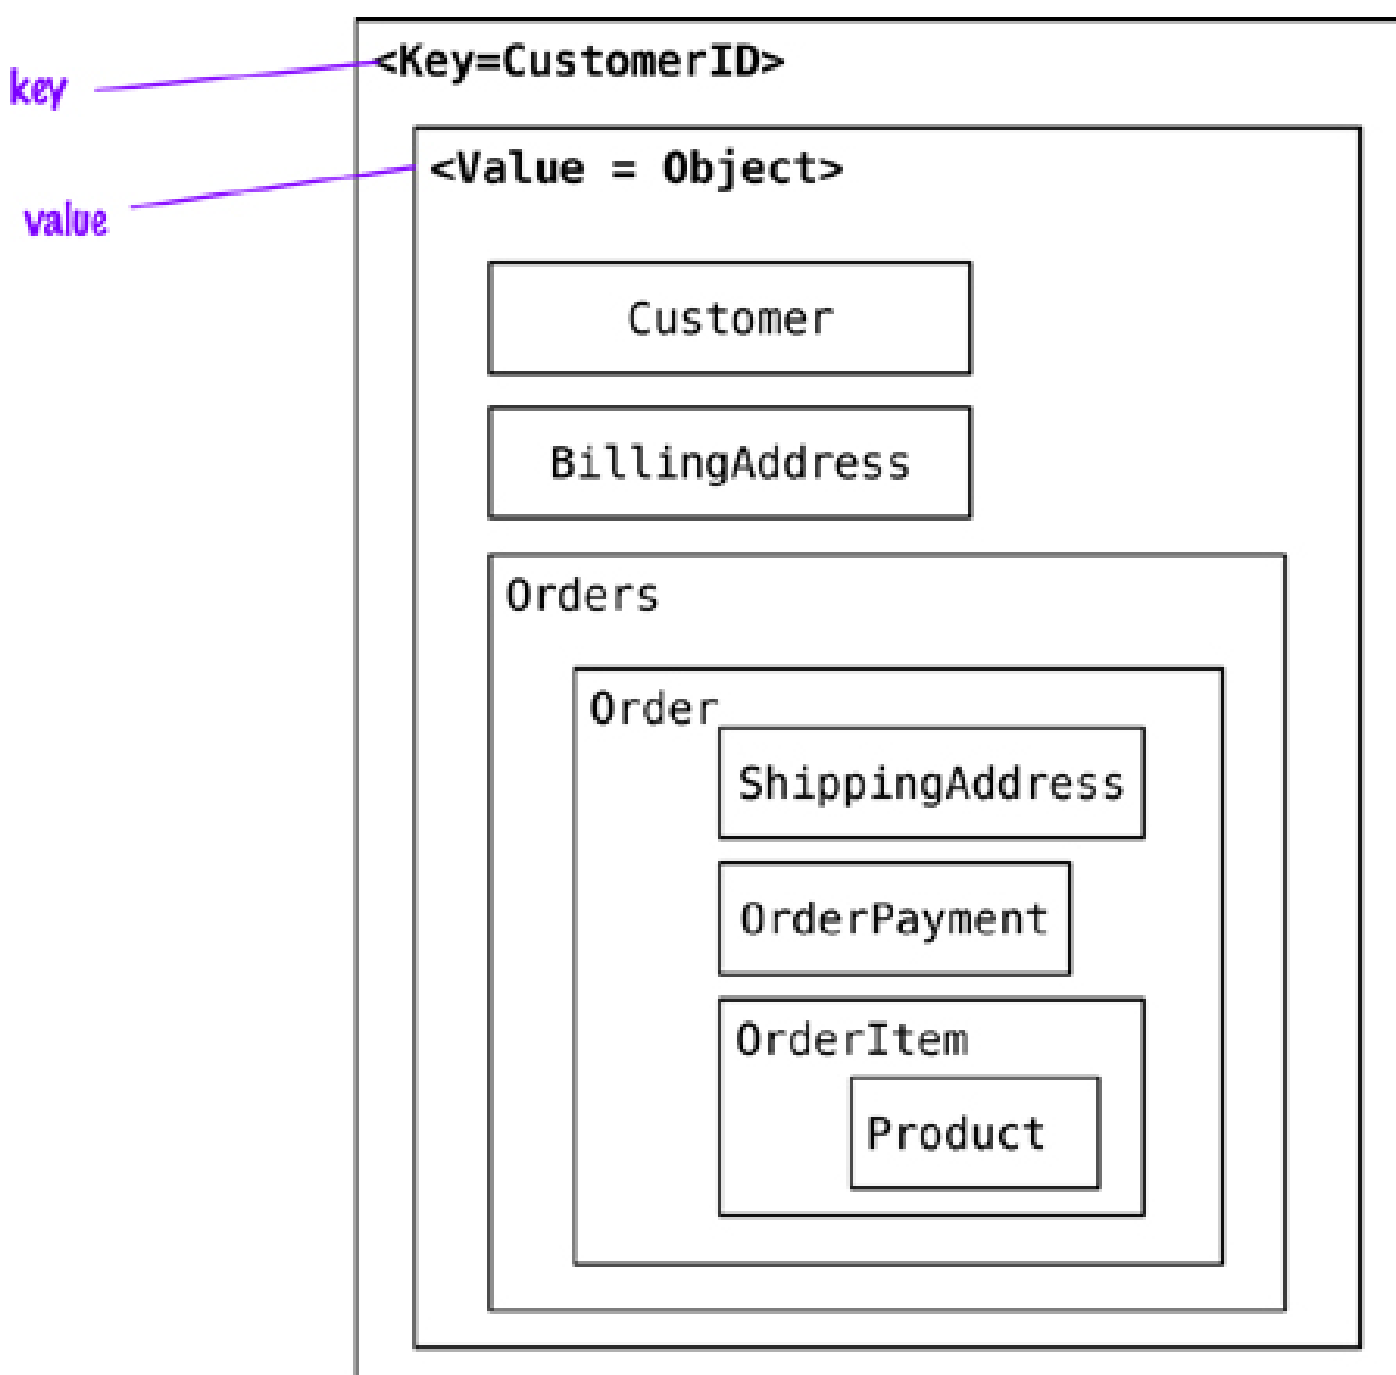 <Key=CustomerID>
key
<Value = Object>
value
Customer
BillingAddress
Orders
Order
ShippingAddress
OrderPayment
OrderItem
Product